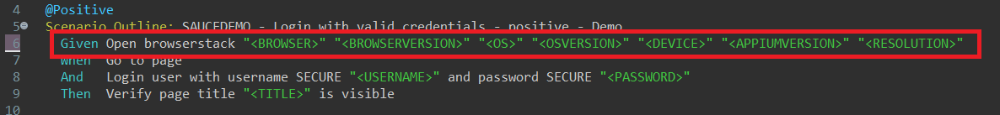 4 @Positive
5 Scenario Outline: SAUCEDEMO - Login with valid credentials - positive - Demo
6 Given Open browserstack "<BROWSER>" "<BROWSERVERSION>" "<OS>" "<OSVERSION>" "<DEVICE>" "<APPIUMVERSION>" "<RESOLUTION>"
7 When Go to page
8 And Login user with username SECURE "<USERNAME>" and password SECURE "<PASSWORD>"
9 Then Verify page title "<TITLE>" is visible
10